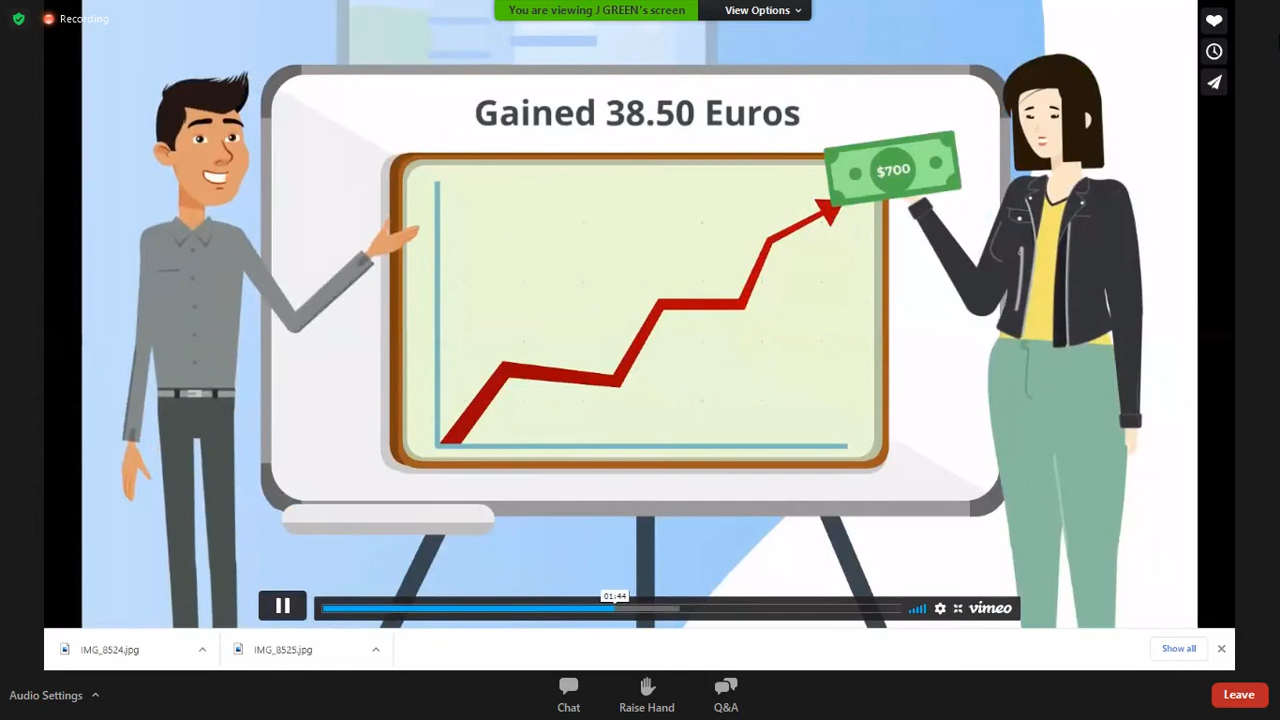 You are viewing J GREEN's screen
View Options
Recording
Gained 38.50 Euros
$700
01:44
vimeo
IMG_8524.jpg
IMG_8525.jpg
Show all
Audio Settings
Chat
Raise Hand
Q&A
Leave